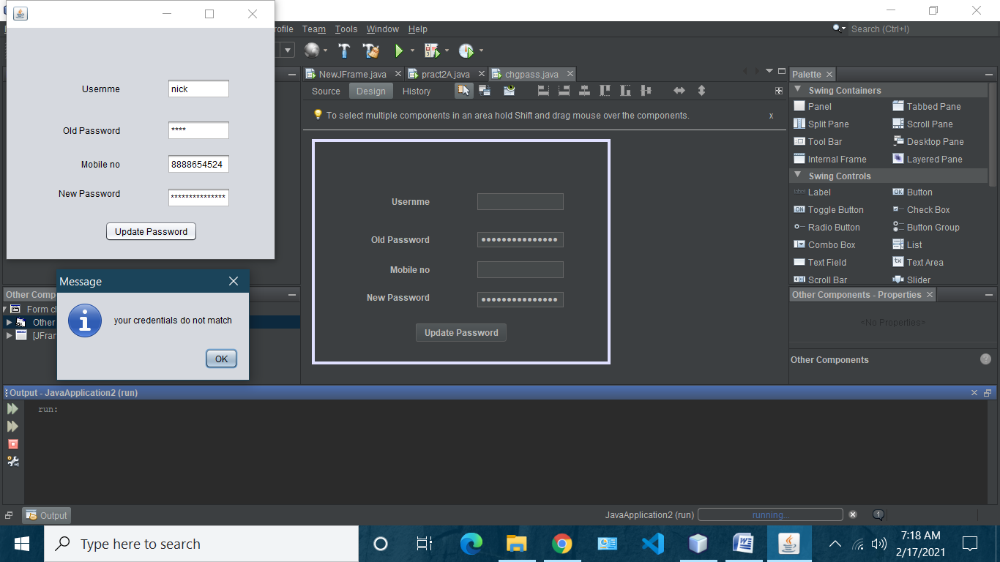 ofile Team Tools Window Help
Search (Ctrl+I)
NewJFrame.java
pract2A.java
chgpass.java
Source
Design
History
To select multiple components in an area hold Shift and drag mouse over the components.
x
Usernme
nick
Old Password
****
Mobile no
8888654524
New Password
***************
Update Password
Message
your credentials do not match
OK
Other Comp
Form cl
Other
[JFran
Usernme
Old Password
Mobile no
New Password
Update Password
Palette
Swing Containers
Panel
Tabbed Pane
Split Pane
Scroll Pane
Tool Bar
Desktop Pane
Internal Frame
Layered Pane
Swing Controls
Label
OK Button
ON Toggle Button
Check Box
Radio Button
Button Group
Combo Box
List
Text Field
Text Area
Scroll Bar
Slider
Other Components - Properties
<No Properties>
Other Components
?
Output - JavaApplication2 (run)
run:
Output
JavaApplication2 (run)
running...
1
Type here to search
7:18 AM
2/17/2021